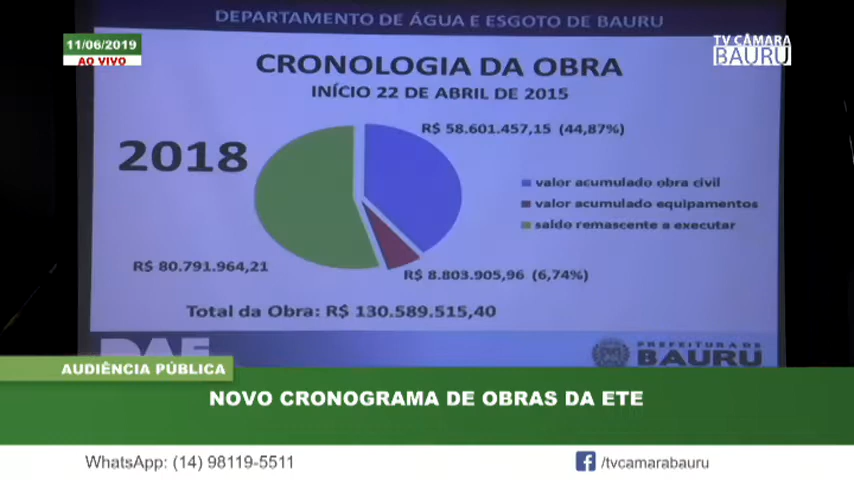 DEPARTAMENTO DE ÁGUA E ESGOTO DE BAURU
11/06/2019
AO VIVO
TV CÂMARA
BAURU
CRONOLOGIA DA OBRA
INÍCIO 22 DE ABRIL DE 2015
R$ 58.601.457,15 (44,87%)
2018
valor acumulado obra civil
valor acumulado equipamentos
saldo remascente a executar
R$ 80.791.964,21
R$ 8.803.905,96 (6,74%)
Total da Obra: R$ 130.589.515,40
DAE
PREFEITURA DE
BAURU
AUDIÊNCIA PÚBLICA
NOVO CRONOGRAMA DE OBRAS DA ETE
WhatsApp: (14) 98119-5511
/tvcamarabauru